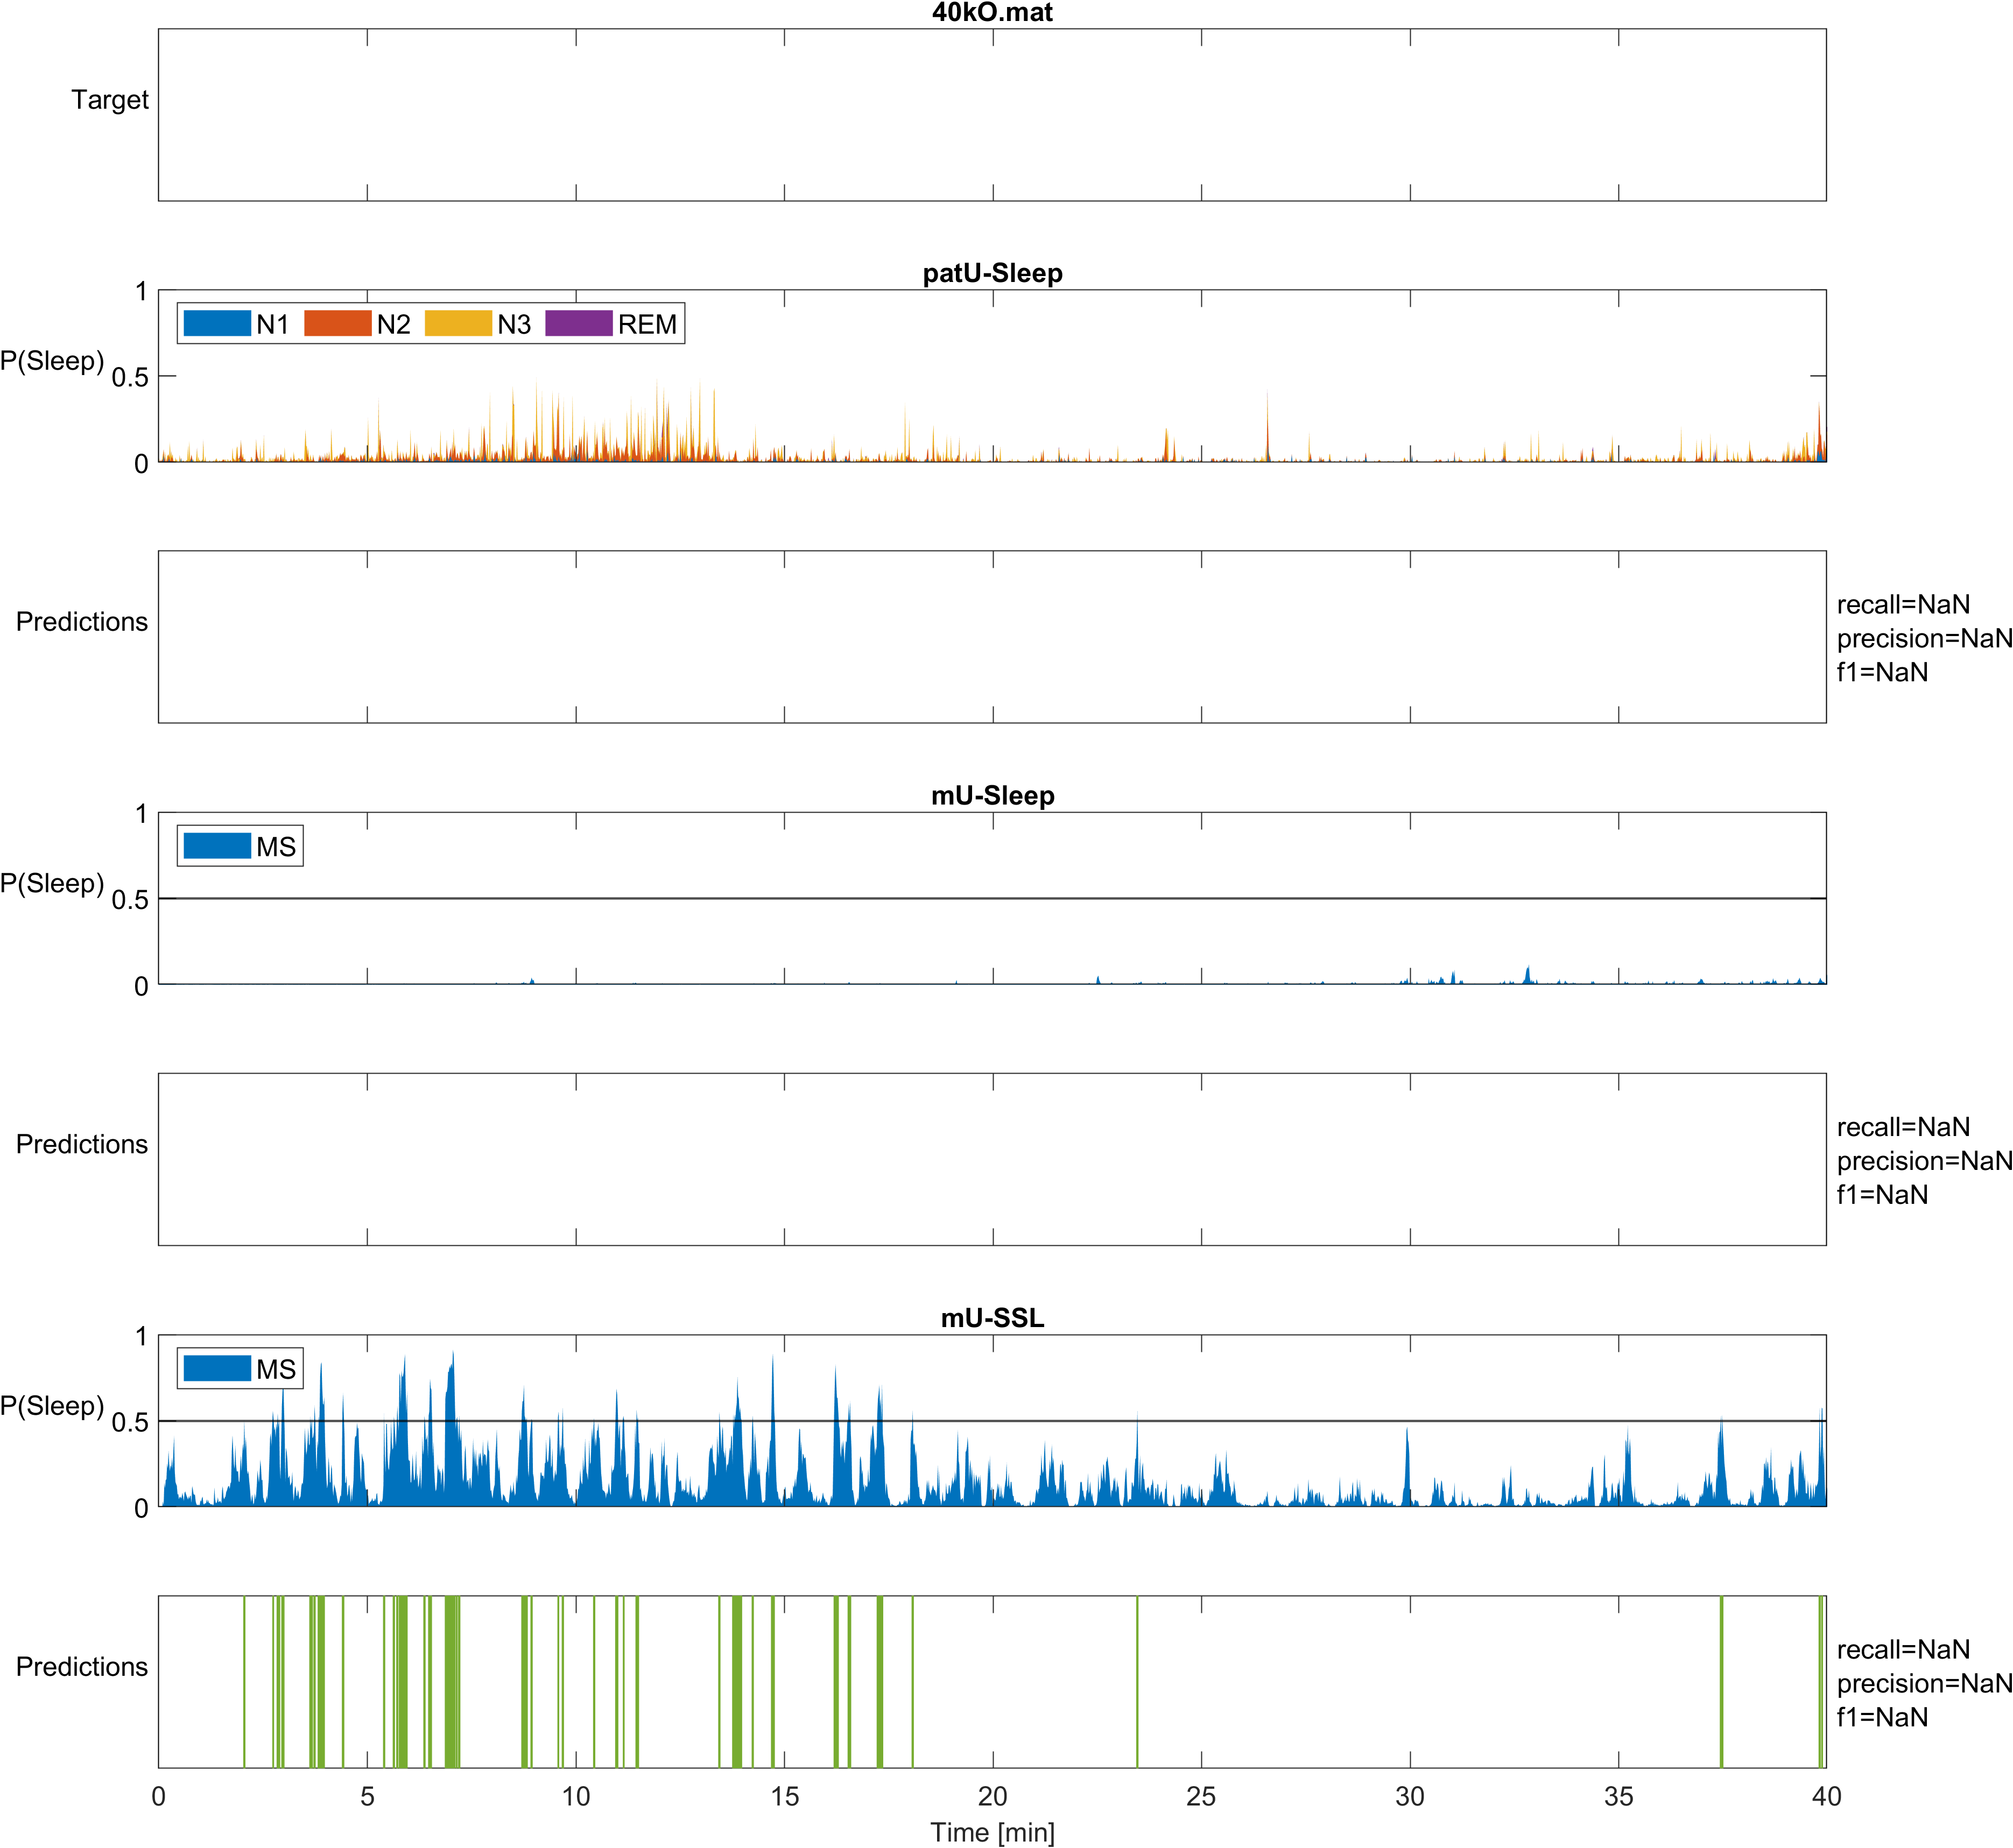 40kO.mat
Target
patU-Sleep
1
N1 N2 N3 REM
P(Sleep)
0.5
0
Predictions
recall=NaN
precision=NaN
f1=NaN
mU-Sleep
1
MS
P(Sleep)
0.5
0
Predictions
recall=NaN
precision=NaN
f1=NaN
mU-SSL
1
MS
P(Sleep)
0.5
0
Predictions
recall=NaN
precision=NaN
f1=NaN
0 5 10 15 20 25 30 35 40
Time [min]